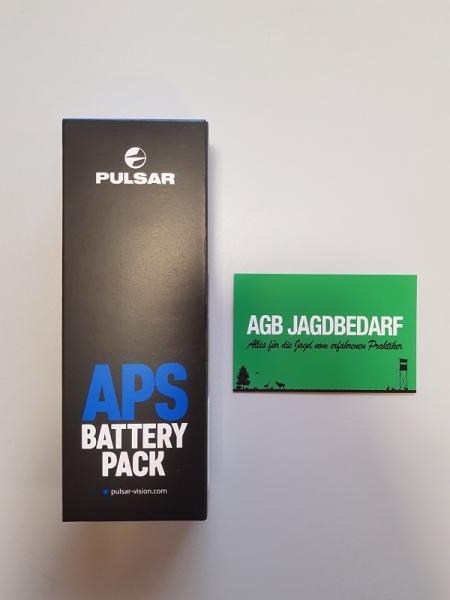 PULSAR
APS
BATTERY
PACK
pulsar-vision.com
AGB JAGDBEDARF
Alles für die Jagd vom erfahrenen Praktiker